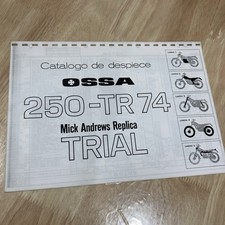 Catalogo de despiece
OSSA
250-TR 74
Mick Andrews Replica
TRIAL